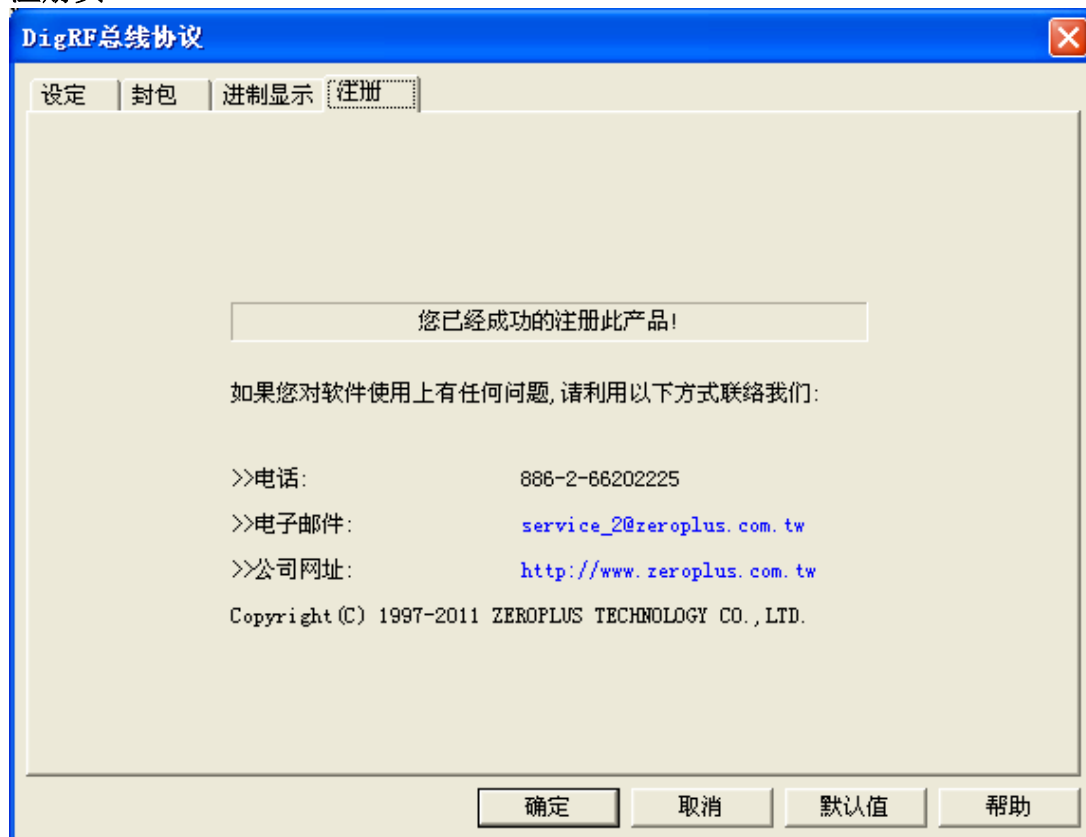 DigRF总线协议
设定 封包 进制显示 注册
您已经成功的注册此产品!
如果您对软件使用上有任何问题,请利用以下方式联络我们:
>>电话: 886-2-66202225
>>电子邮件: service_2@zeroplus.com.tw
>>公司网址: http://www.zeroplus.com.tw
Copyright(C) 1997-2011 ZEROPLUS TECHNOLOGY CO.,LTD.
确定 取消 默认值 帮助